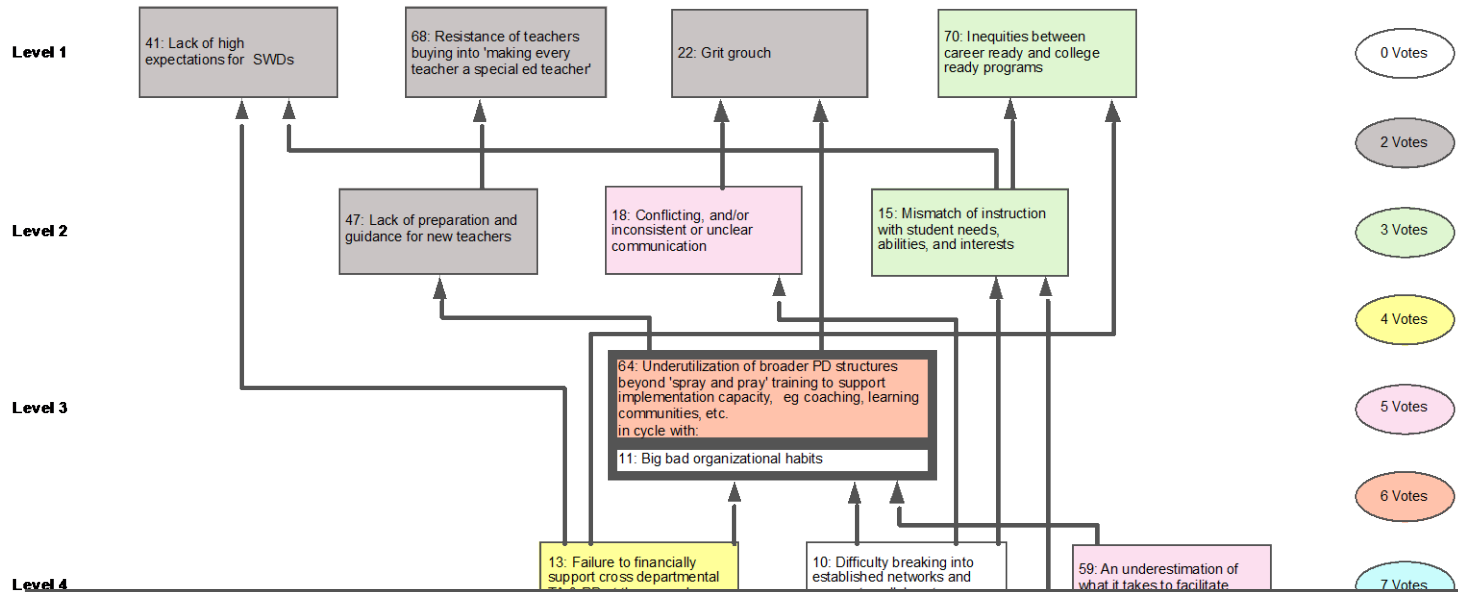 Level 1
41: Lack of high
expectations for SWDs
68: Resistance of teachers
buying into 'making every
teacher a special ed teacher'
22: Grit grouch
70: Inequities between
career ready and college
ready programs
0 Votes
2 Votes
Level 2
47: Lack of preparation and
guidance for new teachers
18: Conflicting, and/or
inconsistent or unclear
communication
15: Mismatch of instruction
with student needs,
abilities, and interests
3 Votes
4 Votes
Level 3
64: Underutilization of broader PD structures
beyond 'spray and pray' training to support
implementation capacity, eg coaching, learning
communities, etc.
in cycle with:
11: Big bad organizational habits
5 Votes
6 Votes
Level 4
13: Failure to financially
support cross departmental
10: Difficulty breaking into
established networks and
59: An underestimation of
what it takes to facilitate
7 Votes